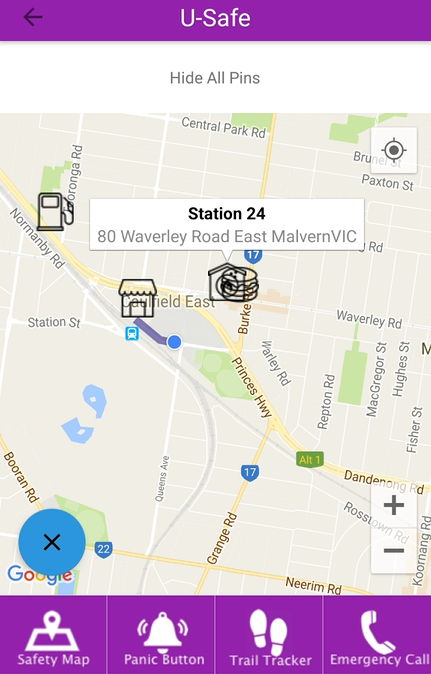 U-Safe
Hide All Pins
Central Park Rd
Brunel St
Paxton St
Normanby Rd
Station 24
80 Waverley Road East MalvernVIC
17
Rd
Caulfield East
Station St
Burke
Waverley Rd
Warley Rd
Princes Hwy
Repton Rd
MacGregor St
Hughes St
Fisher St
M
Alt 1
17
Dandenong Rd
Queens Ave
Booran Rd
Grange Rd
Rosstown Rd
Koornang Rd
22
Google
Neerim Rd
Safety Map
Panic Button
Trail Tracker
Emergency Call